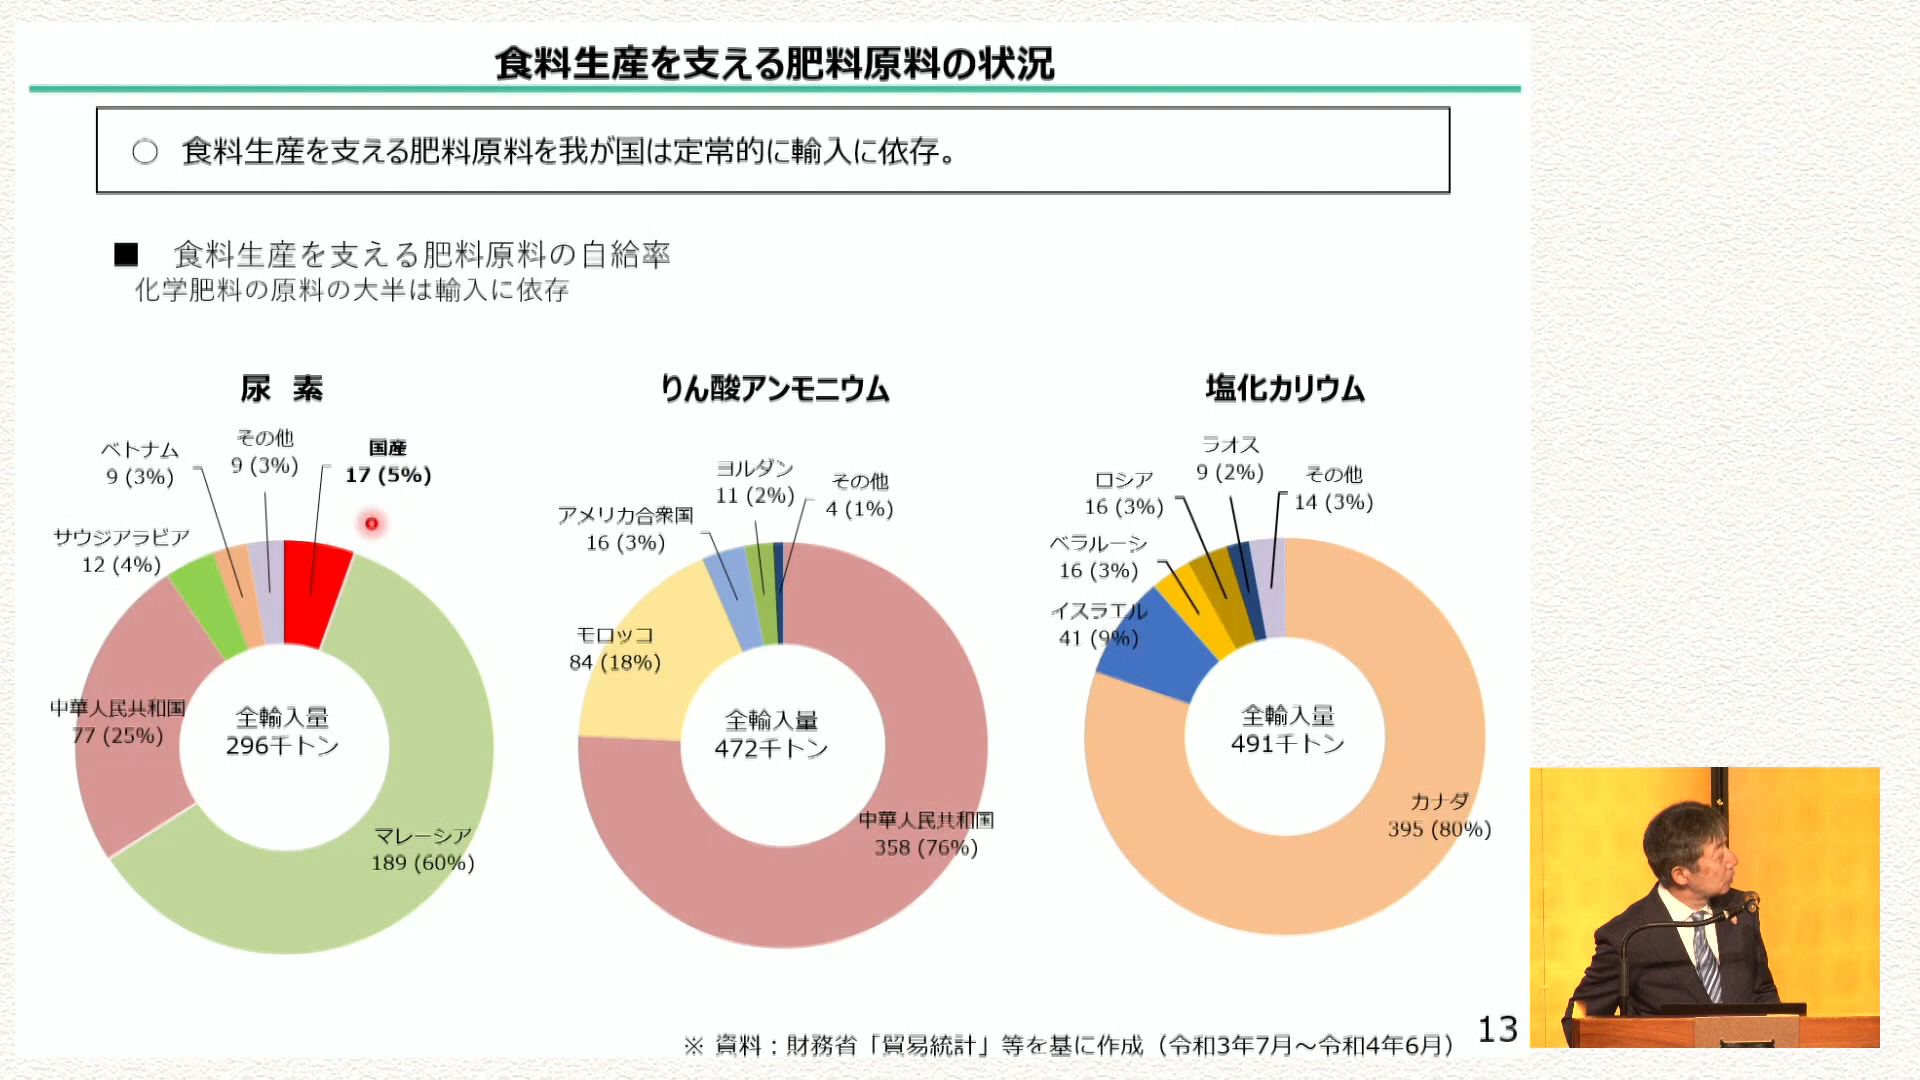 食料生産を支える肥料原料の状況
○ 食料生産を支える肥料原料を我が国は定常的に輸入に依存。
■ 食料生産を支える肥料原料の自給率
化学肥料の原料の大半は輸入に依存
尿 素
ベトナム
9 (3%)
その他
9 (3%)
国産
17 (5%)
サウジアラビア
12 (4%)
中華人民共和国
77 (25%)
全輸入量
296千トン
マレーシア
189 (60%)
りん酸アンモニウム
ヨルダン
11 (2%)
その他
4 (1%)
アメリカ合衆国
16 (3%)
モロッコ
84 (18%)
全輸入量
472千トン
中華人民共和国
358 (76%)
塩化カリウム
ラオス
9 (2%)
ロシア
16 (3%)
その他
14 (3%)
ベラルーシ
16 (3%)
イスラエル
41 (9%)
全輸入量
491千トン
カナダ
395 (80%)
※ 資料：財務省「貿易統計」等を基に作成（令和3年7月～令和4年6月）
13